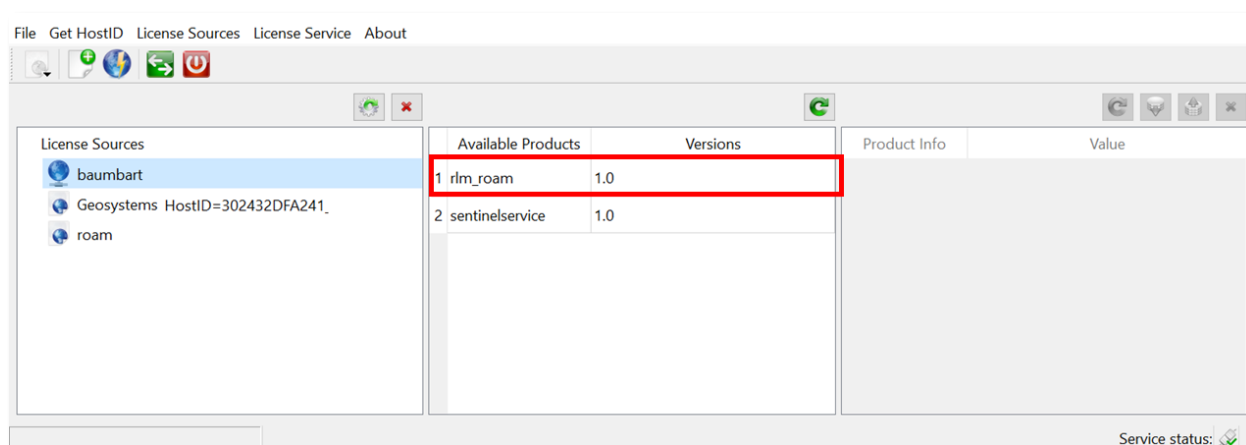 File Get HostID License Sources License Service About
License Sources
baumbart
Geosystems HostID=302432DFA241_
roam
Available Products Versions
1 rlm_roam 1.0
2 sentinelservice 1.0
Product Info Value
Service status: